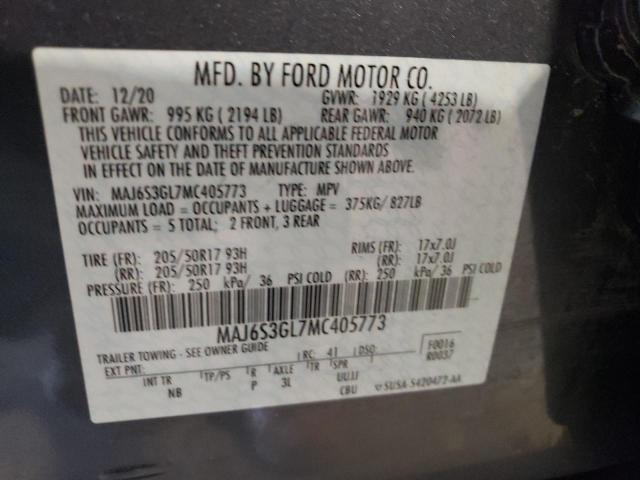 MFD. BY FORD MOTOR CO.
DATE: 12/20 GVWR: 1929 KG ( 4253 LB)
FRONT GAWR: 995 KG ( 2194 LB) REAR GAWR: 940 KG ( 2072 LB)
THIS VEHICLE CONFORMS TO ALL APPLICABLE FEDERAL MOTOR
VEHICLE SAFETY AND THEFT PREVENTION STANDARDS
IN EFFECT ON THE DATE OF MANUFACTURE SHOWN ABOVE.
VIN: MAJ6S3GL7MC405773 TYPE: MPV
MAXIMUM LOAD = OCCUPANTS + LUGGAGE = 375KG/ 827LB
OCCUPANTS = 5 TOTAL; 2 FRONT, 3 REAR
TIRE (FR): 205/50R17 93H RIMS (FR): 17x7.0J
(RR): 205/50R17 93H (RR): 17x7.0J
PRESSURE (FR): 250 kPa/ 36 PSI COLD (RR): 250 kPa/ 36 PSI COLD
MAJ6S3GL7MC405773
TRAILER TOWING - SEE OWNER GUIDE F0016
EXT PNT: RC: 41 DSO: R0037
INT TR TP/PS R AXLE TR SPR
NB P 3L UUJJ
CBU SUSA-5420472-AA